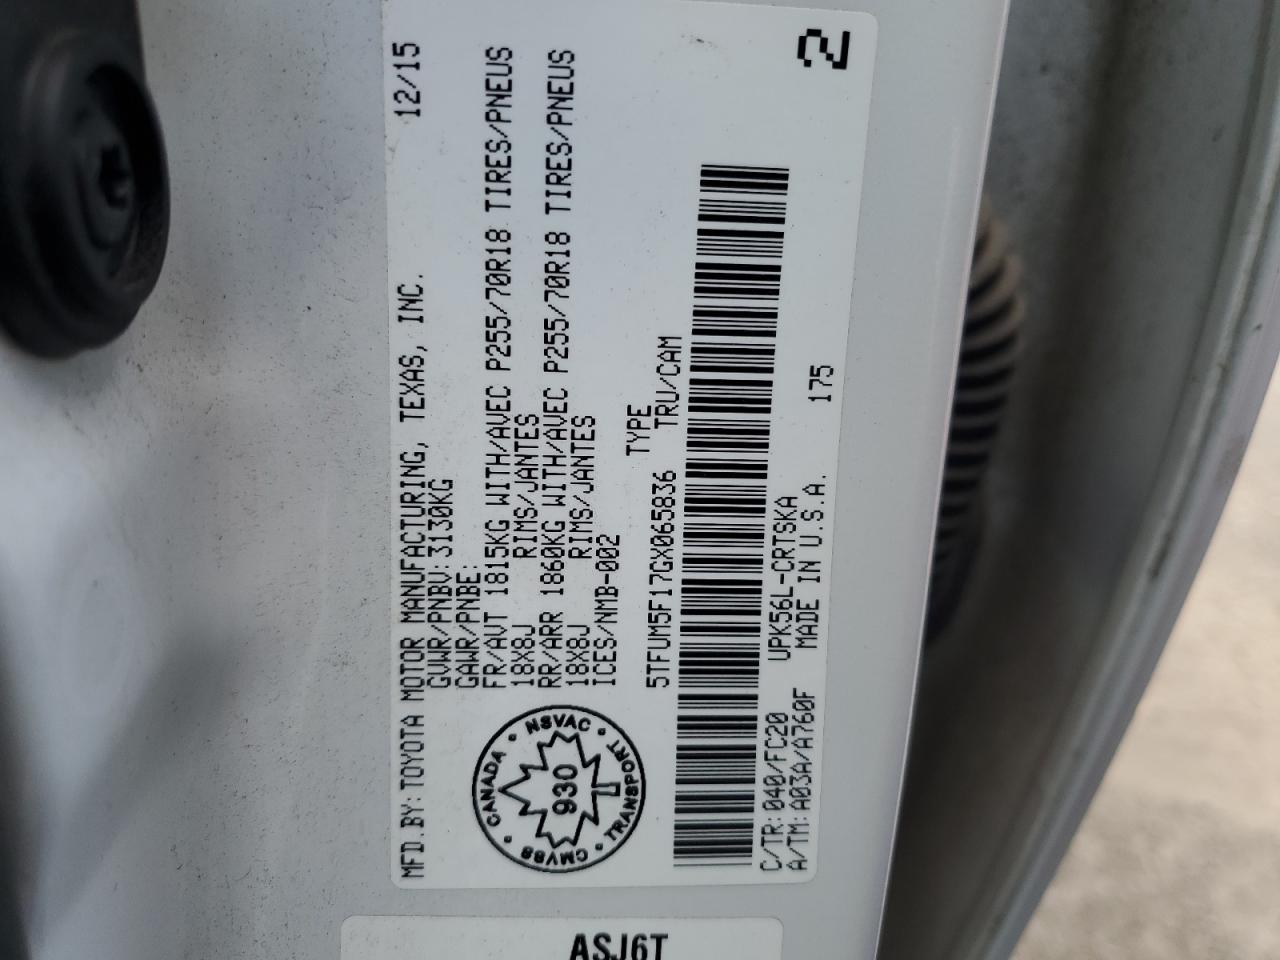 MFD.BY: TOYOTA MOTOR MANUFACTURING, TEXAS, INC. 12/15
GVWR/PNBV: 3130KG
GAWR/PNBE:
FR/AVT 1815KG WITH/AVEC P255/70R18 TIRES/PNEUS
18X8J RIMS/JANTES
RR/ARR 1860KG WITH/AVEC P255/70R18 TIRES/PNEUS
18X8J RIMS/JANTES
ICES/NMB-002
TYPE
5TFUM5F17GX065836 TRU/CAM
CANADA • NSVAC • TRANSPORT • CMVSS •
930
C/TR: 040/FC20 UPK56L-CRTSKA
A/TM: A03A/A760F MADE IN U.S.A. 175
2
ASJ6T